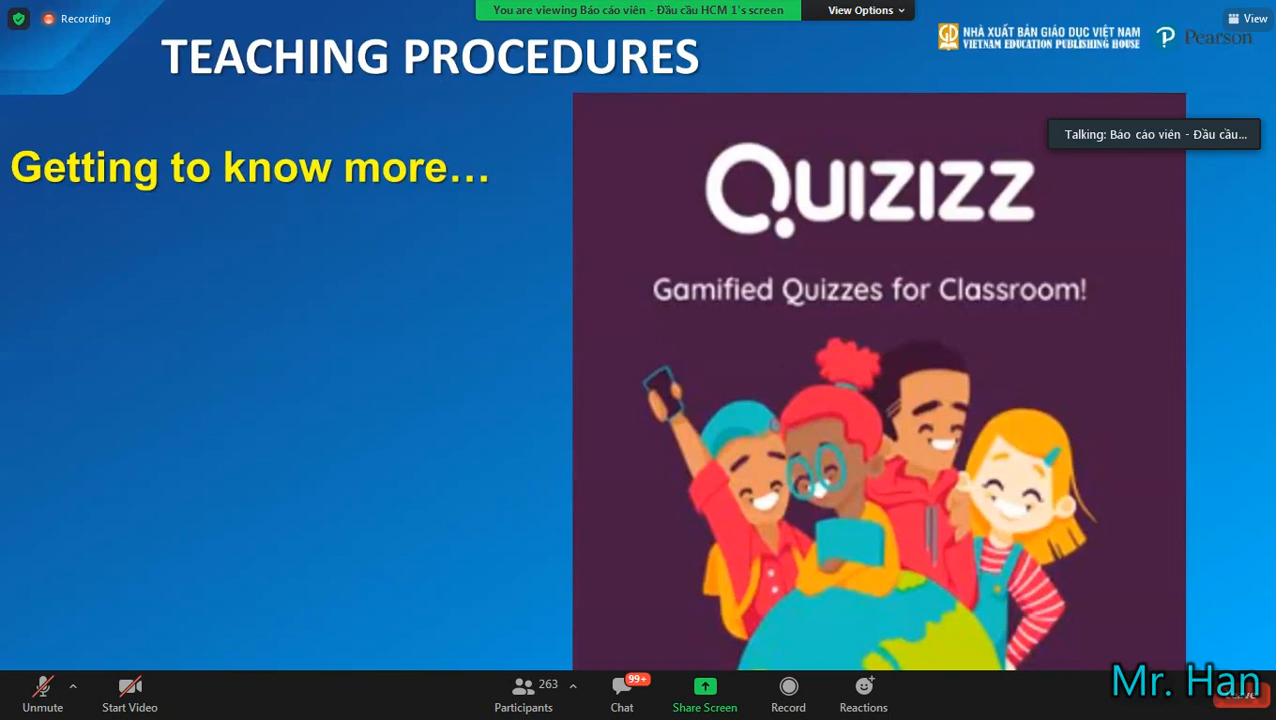 Recording
You are viewing Báo cáo viên - Đầu cầu HCM 1's screen
View Options
View
NHÀ XUẤT BẢN GIÁO DỤC VIỆT NAM
VIETNAM EDUCATION PUBLISHING HOUSE
Pearson
TEACHING PROCEDURES
Talking: Báo cáo viên - Đầu cầu...
Getting to know more...
QUIZIZZ
Gamified Quizzes for Classroom!
Mr. Han
263
99+
Unmute
Start Video
Participants
Chat
Share Screen
Record
Reactions